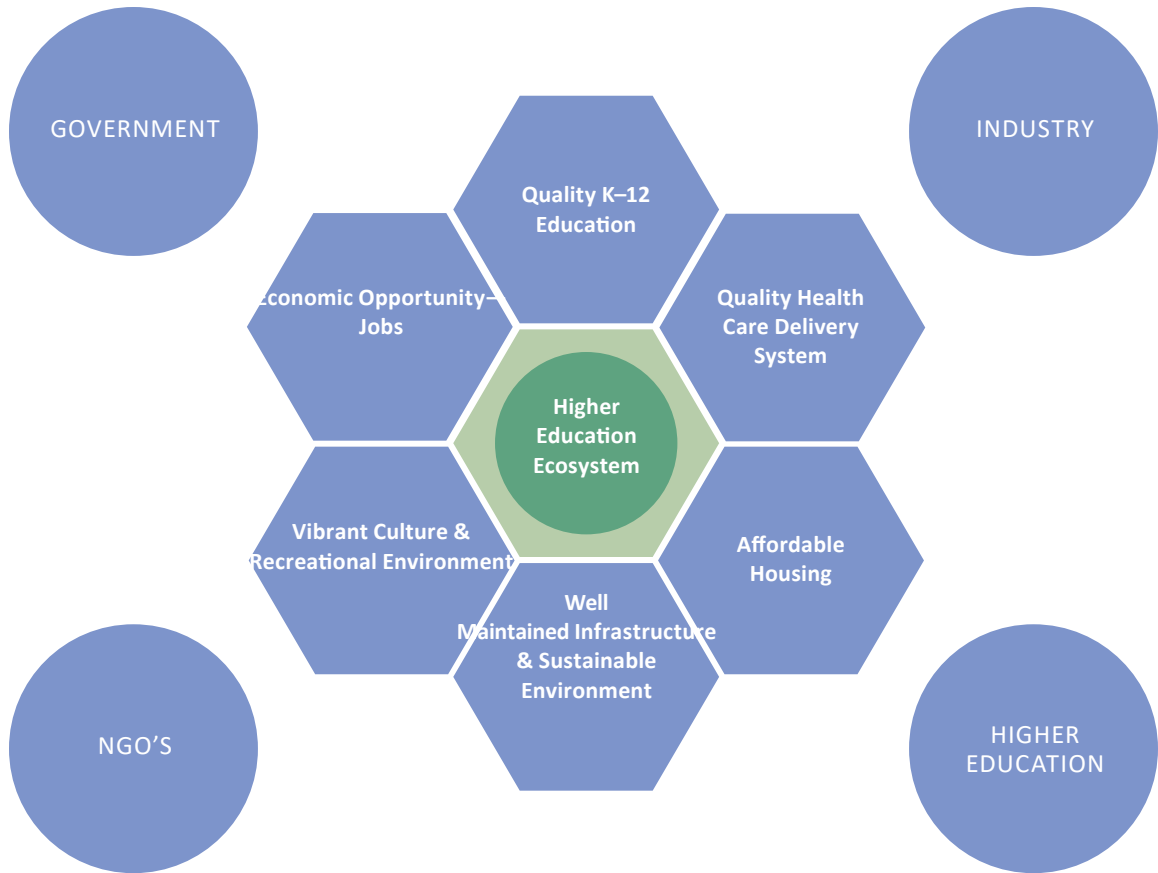 GOVERNMENT
INDUSTRY
Quality K–12
Education
Economic Opportunity–
Jobs
Quality Health
Care Delivery
System
Higher
Education
Ecosystem
Vibrant Culture &
Recreational Environment
Affordable
Housing
Well
Maintained Infrastructure
& Sustainable
Environment
NGO’S
HIGHER
EDUCATION